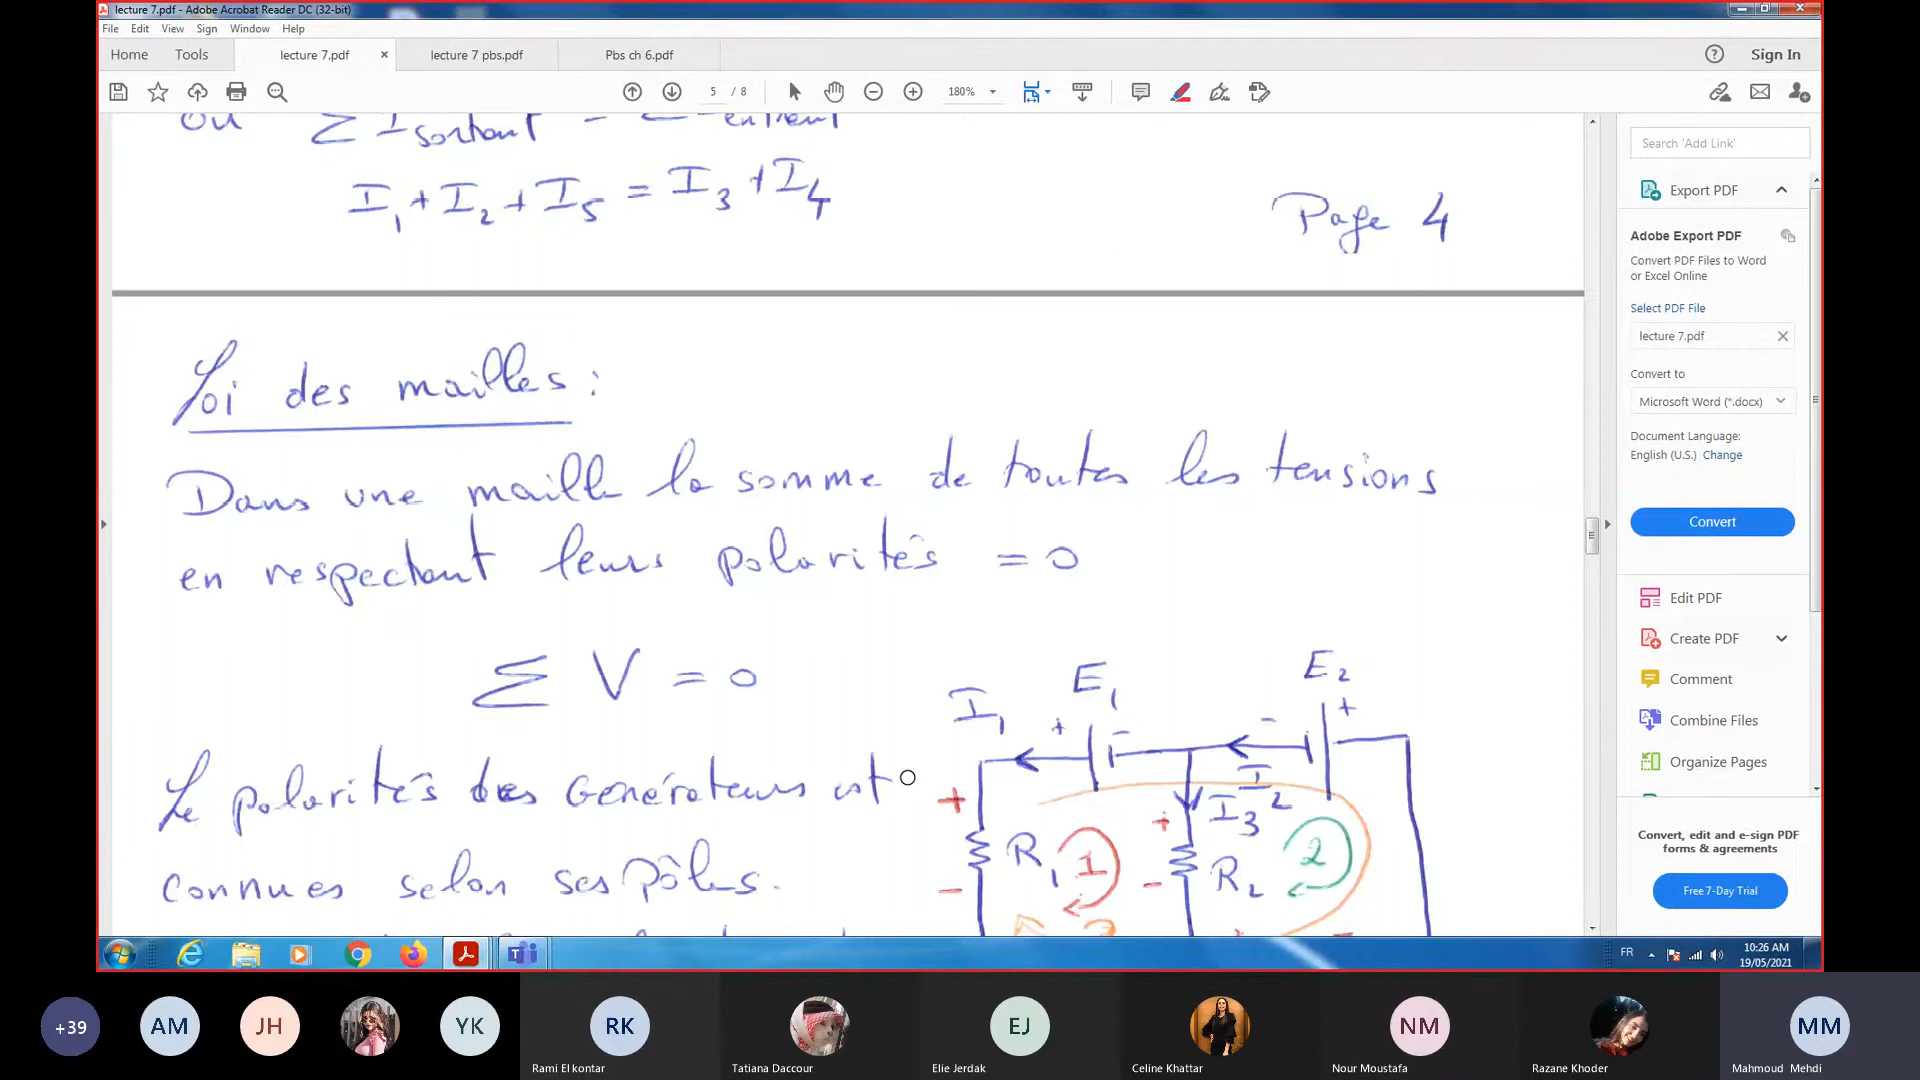 lecture 7.pdf - Adobe Acrobat Reader DC (32-bit)
File Edit View Sign Window Help
Home Tools lecture 7.pdf × lecture 7 pbs.pdf Pbs ch 6.pdf Sign In
5 / 8 180%
ou Σ I sortant = Σ I entrent
I1 + I2 + I5 = I3 + I4
Page 4
Loi des mailles :
Dans une maille la somme de toutes les tensions
en respectant leurs polarités = 0
Σ V = 0
I1 E1 E2
+ - - +
Le polarités des Générateurs est
I2
I3
+ +
R1 1 R2 2
- -
connues selon ses pôles.
Search 'Add Link'
Export PDF
Adobe Export PDF
Convert PDF Files to Word
or Excel Online
Select PDF File
lecture 7.pdf
Convert to
Microsoft Word (*.docx)
Document Language:
English (U.S.) Change
Convert
Edit PDF
Create PDF
Comment
Combine Files
Organize Pages
Convert, edit and e-sign PDF
forms & agreements
Free 7-Day Trial
FR 10:26 AM
19/05/2021
+39 AM JH YK RK EJ NM MM
Rami El kontar Tatiana Daccour Elie Jerdak Celine Khattar Nour Moustafa Razane Khoder Mahmoud Mehdi